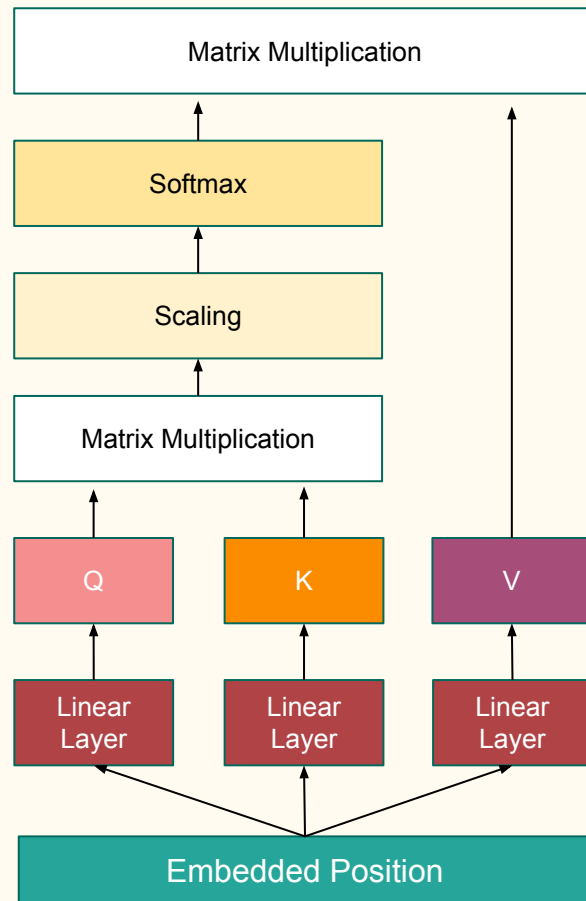 Matrix Multiplication
Softmax
Scaling
Matrix Multiplication
Q
K
V
Linear
Layer
Linear
Layer
Linear
Layer
Embedded Position